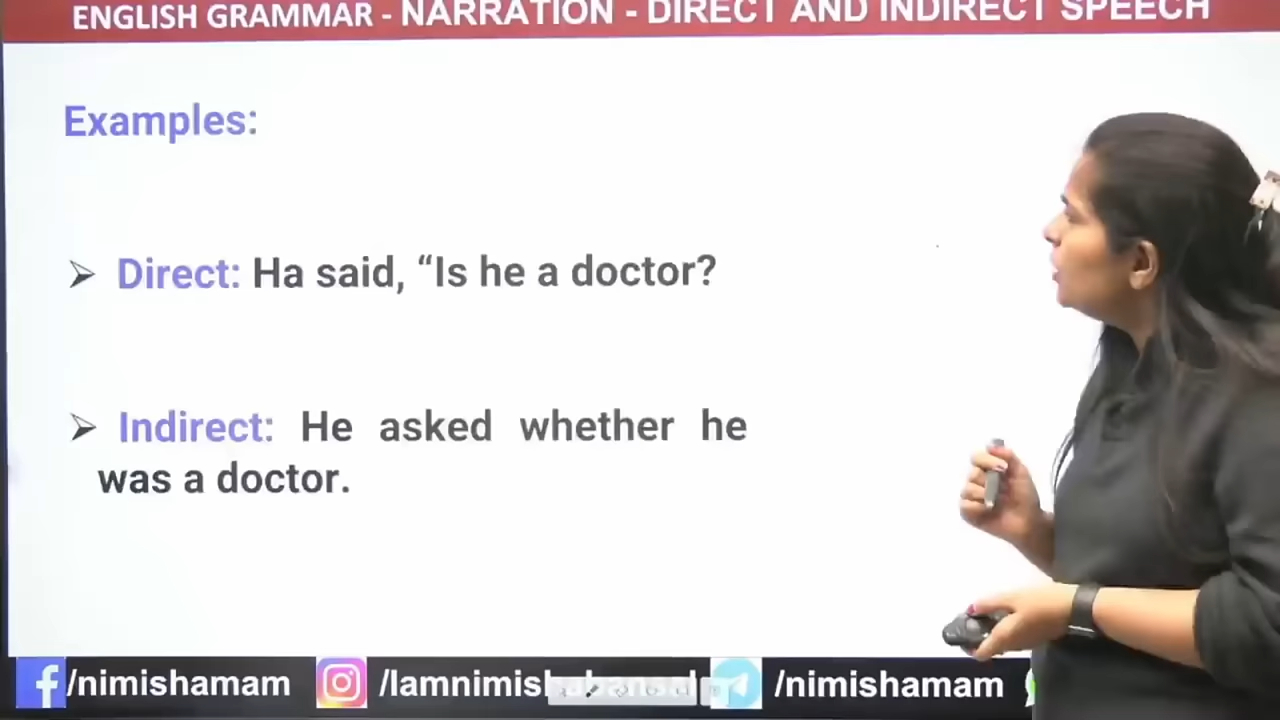 ENGLISH GRAMMAR - NARRATION - DIRECT AND INDIRECT SPEECH
Examples:
➢ Direct: Ha said, “Is he a doctor?
➢ Indirect: He asked whether he
was a doctor.
/nimishamam /Iamnimishabansal /nimishamam